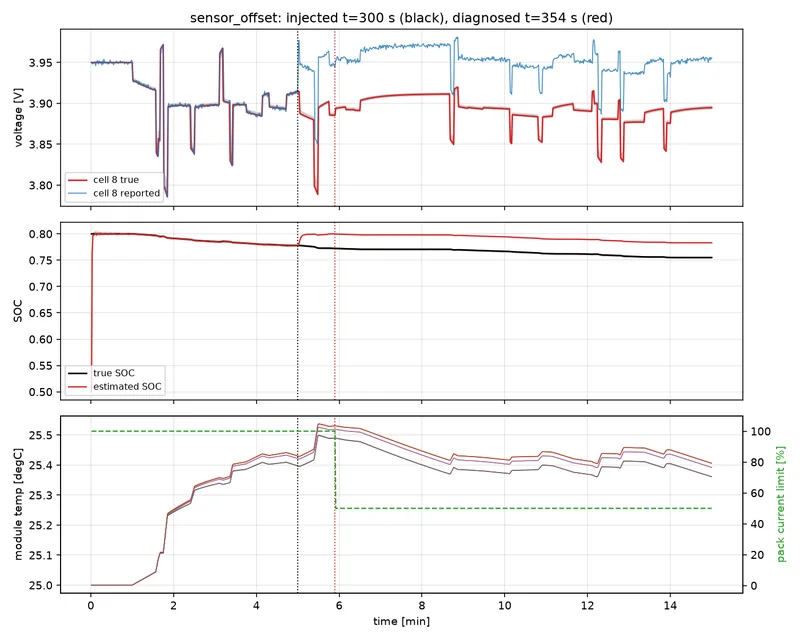 sensor_offset: injected t=300 s (black), diagnosed t=354 s (red)
voltage [V]
3.95
3.90
3.85
3.80
cell 8 true
cell 8 reported
SOC
0.80
0.75
0.70
0.65
0.60
0.55
0.50
true SOC
estimated SOC
module temp [degC]
25.5
25.4
25.3
25.2
25.1
25.0
100
80
60
40
20
0
pack current limit [%]
0 2 4 6 8 10 12 14
time [min]